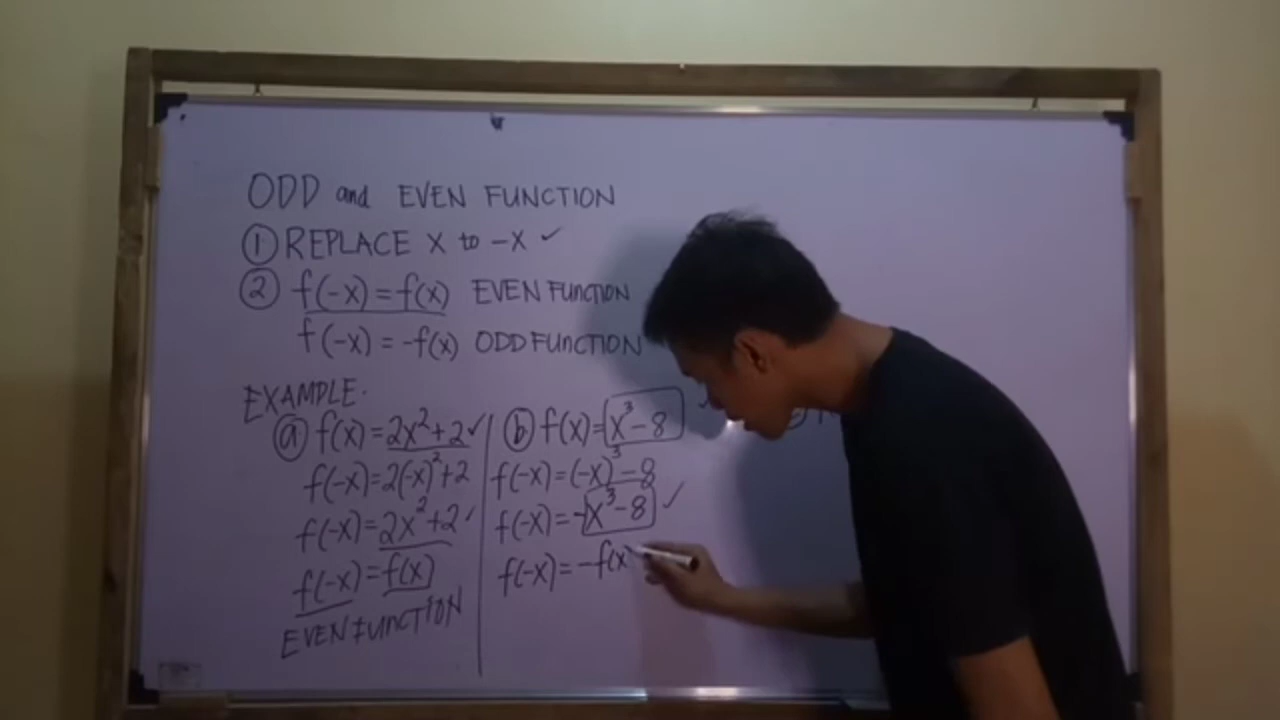 ODD and EVEN FUNCTION
① REPLACE X to -X ✓
② f(-x) = f(x) EVEN FUNCTION
f(-x) = -f(x) ODD FUNCTION
EXAMPLE.
ⓐ f(x) = 2x²+2 ✓
f(-x) = 2(-x)²+2
f(-x) = 2x²+2 ✓
f(-x) = f(x)
EVEN FUNCTION
ⓑ f(x) = x³-8 ✓
f(-x) = (-x)³-8
f(-x) = -x³-8 ✓
f(-x) = -f(x)